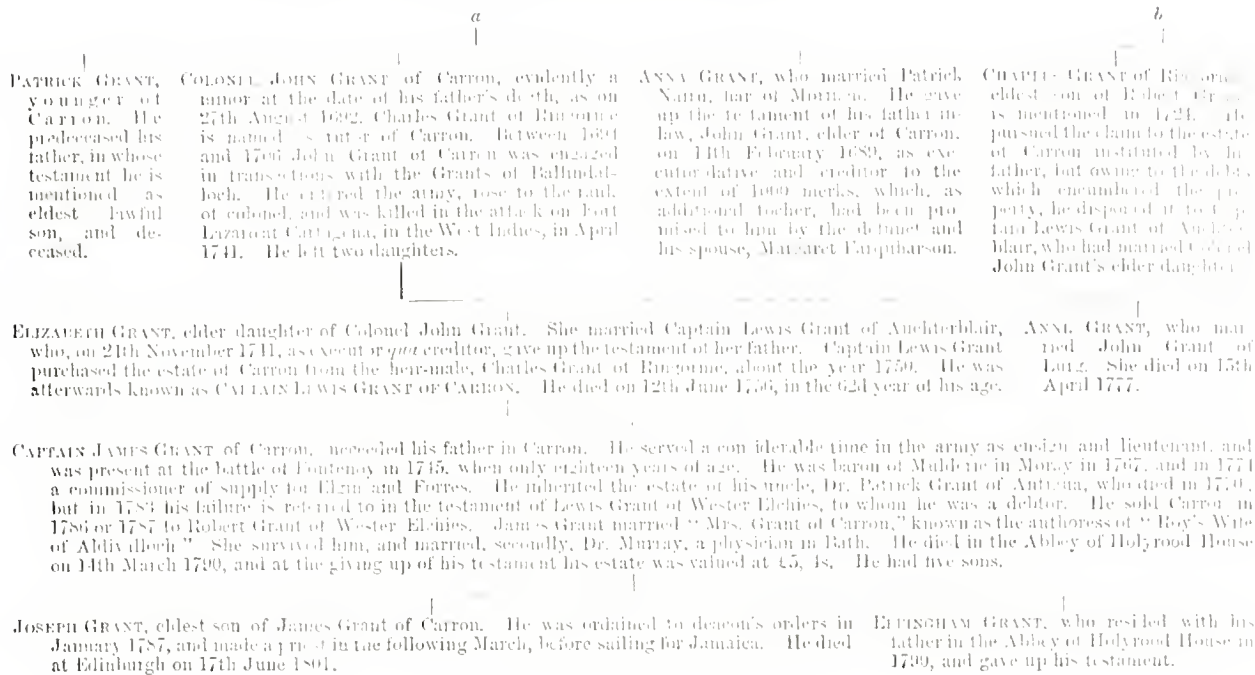 a
b
PATRICK GRANT,
younger of
Carron. He
predeceased his
father, in whose
testament he is
mentioned as
eldest lawful
son, and de-
ceased.
COLONEL JOHN GRANT of Carron, evidently a
minor at the date of his father's death, as on
27th August 1692, Charles Grant of Ringorme
is named as tutor of Carron. Between
and John Grant of Carron was engaged
in transactions with the Grants of Ballindal-
loch. He entered the army, rose to the rank
of colonel, and was killed in the attack on Fort
Lazar at Cartagena, in the West Indies, in April
1741. He left two daughters.
ANNA GRANT, who married Patrick
Nairn, of He gave
up the testament of his father-in-
law, John Grant, elder of Carron,
on February 1689, as exe-
cutor-dative and creditor to the
extent of 1000 merks, which, as
additional tocher, had been pro-
mised to him by the defunct and
his spouse, Margaret Farquharson.
GRANT of
eldest son of Robert
is mentioned in 1724. He
pursued the claim to the estate
of Carron instituted by his
father, but owing to the debts
which encumbered the pro-
perty, he disponed it to Cap-
tain Lewis Grant of
blair, who had married Colonel
John Grant's elder daughter.
ELIZABETH GRANT, elder daughter of Colonel John Grant. She married Captain Lewis Grant of Auchterblair,
who, on November as executor qua creditor, gave up the testament of her father. Captain Lewis Grant
purchased the estate of Carron from the heir-male, Charles Grant of Ringorme, about the year 1750. He was
afterwards known as CAPTAIN LEWIS GRANT OF CARRON. He died on 12th June 1756, in the 62d year of his age.
ANNE GRANT, who mar-
ried John Grant of
Lurg. She died on 15th
April 1777.
CAPTAIN JAMES GRANT of Carron, succeeded his father in Carron. He served a considerable time in the army as ensign and lieutenant, and
was present at the battle of Fontenoy in 1745, when only eighteen years of age. He was baron of Mulderie in Moray in 1767, and in
a commissioner of supply for Elgin and Forres. He inherited the estate of his uncle, Dr. Patrick Grant of Antigua, who died in
but in 1783 his failure is referred to in the testament of Lewis Grant of Wester Elchies, to whom he was a debtor. He sold Carron in
1786 or 1787 to Robert Grant of Wester Elchies. James Grant married "Mrs. Grant of Carron," known as the authoress of "Roy's Wife
of Aldivalloch." She survived him, and married, secondly, Dr. Murray, a physician in Bath. He died in the Abbey of Holyrood House
on 14th March 1790, and at the giving up of his testament his estate was valued at £5, 4s. He had five sons.
JOSEPH GRANT, eldest son of James Grant of Carron. He was ordained to deacon's orders in
January 1787, and made a priest in the following March, before sailing for Jamaica. He died
at Edinburgh on 17th June 1801.
EFFINGHAM GRANT, who resided with his
father in the Abbey of Holyrood House in
1790, and gave up his testament.